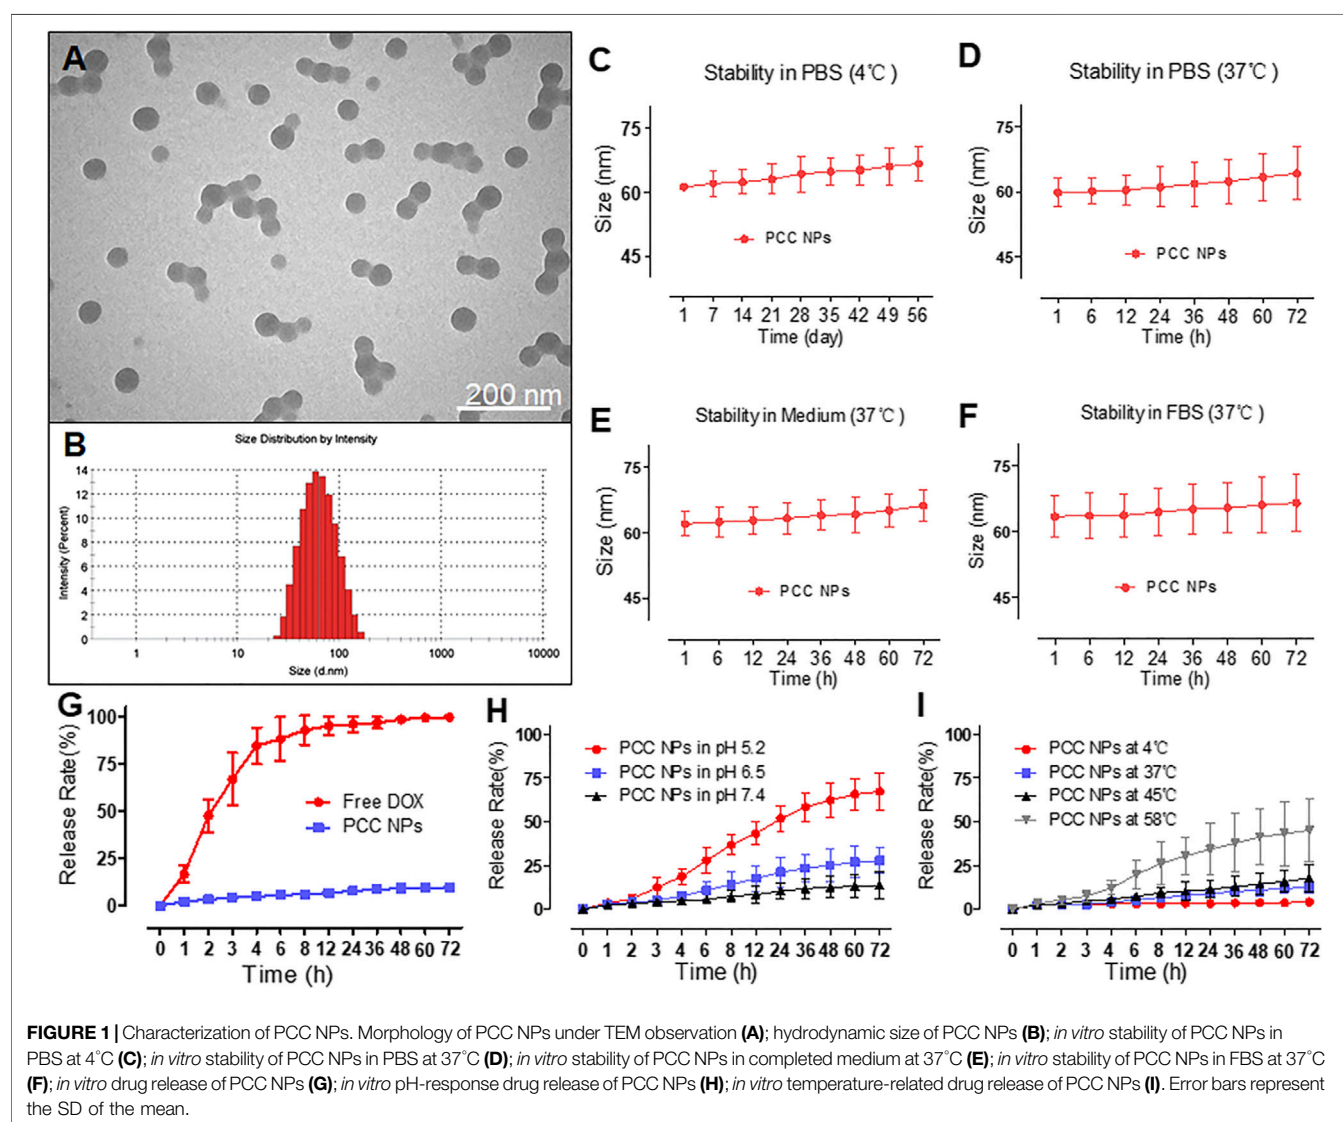 A
200 nm
B
Size Distribution by Intensity
Intensity (Percent)
14
12
10
8
6
4
2
0
1 10 100 1000 10000
Size (d.nm)
C
Stability in PBS (4℃)
Size (nm)
75
60
45
PCC NPs
1 7 14 21 28 35 42 49 56
Time (day)
D
Stability in PBS (37℃)
Size (nm)
75
60
45
PCC NPs
1 6 12 24 36 48 60 72
Time (h)
E
Stability in Medium (37℃)
Size (nm)
75
60
45
PCC NPs
1 6 12 24 36 48 60 72
Time (h)
F
Stability in FBS (37℃)
Size (nm)
75
60
45
PCC NPs
1 6 12 24 36 48 60 72
Time (h)
G
Release Rate(%)
100
75
50
25
0
Free DOX
PCC NPs
0 1 2 3 4 6 8 12 24 36 48 60 72
Time (h)
H
Release Rate(%)
100
75
50
25
0
PCC NPs in pH 5.2
PCC NPs in pH 6.5
PCC NPs in pH 7.4
0 1 2 3 4 6 8 12 24 36 48 60 72
Time (h)
I
Release Rate(%)
100
75
50
25
0
PCC NPs at 4℃
PCC NPs at 37℃
PCC NPs at 45℃
PCC NPs at 58℃
0 1 2 3 4 6 8 12 24 36 48 60 72
Time (h)
FIGURE 1 | Characterization of PCC NPs. Morphology of PCC NPs under TEM observation (A); hydrodynamic size of PCC NPs (B); in vitro stability of PCC NPs in
PBS at 4°C (C); in vitro stability of PCC NPs in PBS at 37°C (D); in vitro stability of PCC NPs in completed medium at 37°C (E); in vitro stability of PCC NPs in FBS at 37°C
(F); in vitro drug release of PCC NPs (G); in vitro pH-response drug release of PCC NPs (H); in vitro temperature-related drug release of PCC NPs (I). Error bars represent
the SD of the mean.